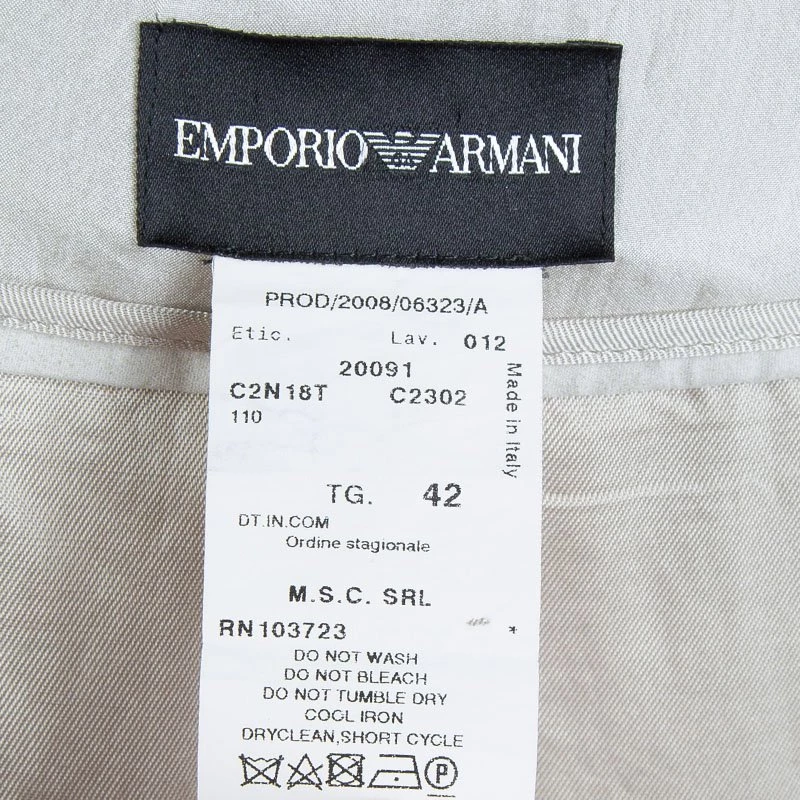 EMPORIO ARMANI
PROD/2008/06323/A
Etic. Lav. 012
20091
C2N18T C2302
110
Made in Italy
TG. 42
DT.IN.COM
Ordine stagionale
M.S.C. SRL
RN103723 *
DO NOT WASH
DO NOT BLEACH
DO NOT TUMBLE DRY
COOL IRON
DRYCLEAN,SHORT CYCLE
P